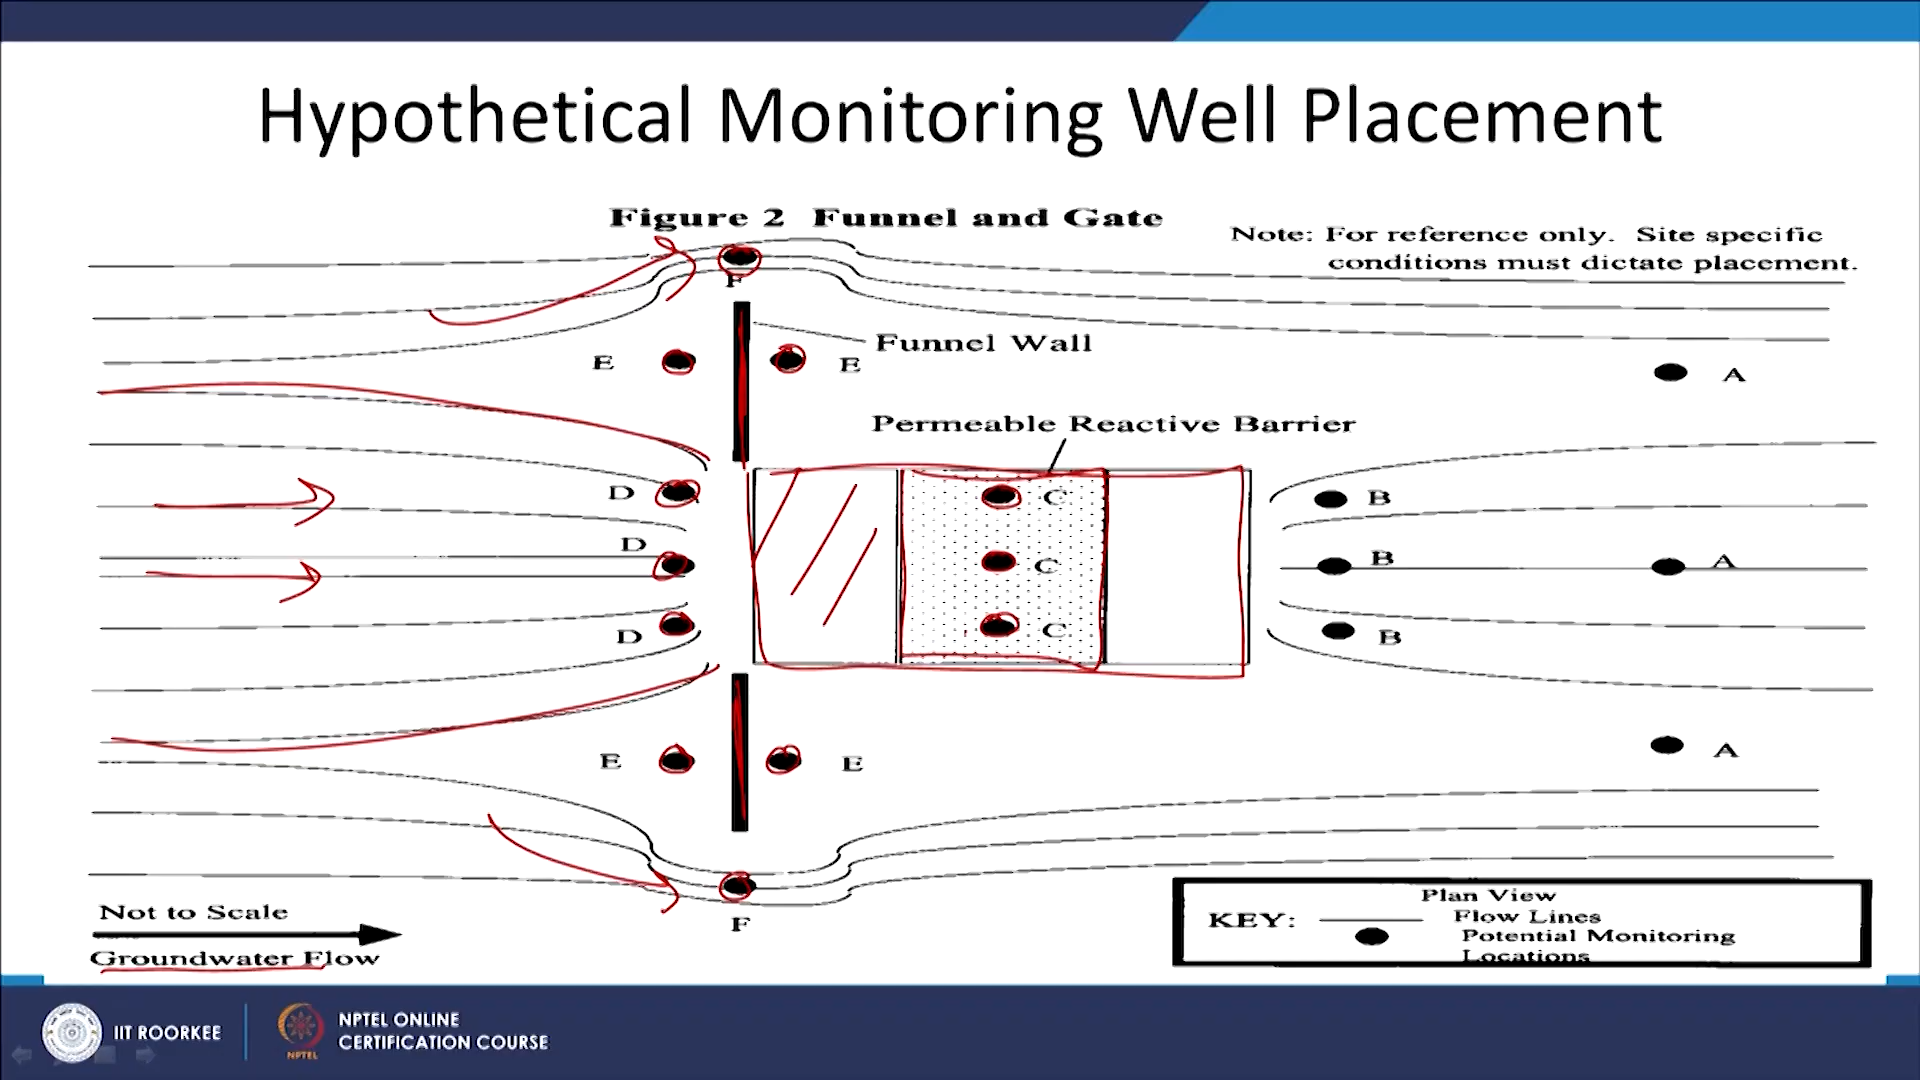 Hypothetical Monitoring Well Placement
Figure 2 Funnel and Gate
Note: For reference only. Site specific
conditions must dictate placement.
F
Funnel Wall
E
E
A
Permeable Reactive Barrier
D
C
B
D
C
B
A
D
C
B
E
E
A
F
Not to Scale
Groundwater Flow
Plan View
KEY:
Flow Lines
Potential Monitoring
Locations
IIT ROORKEE
NPTEL
NPTEL ONLINE
CERTIFICATION COURSE